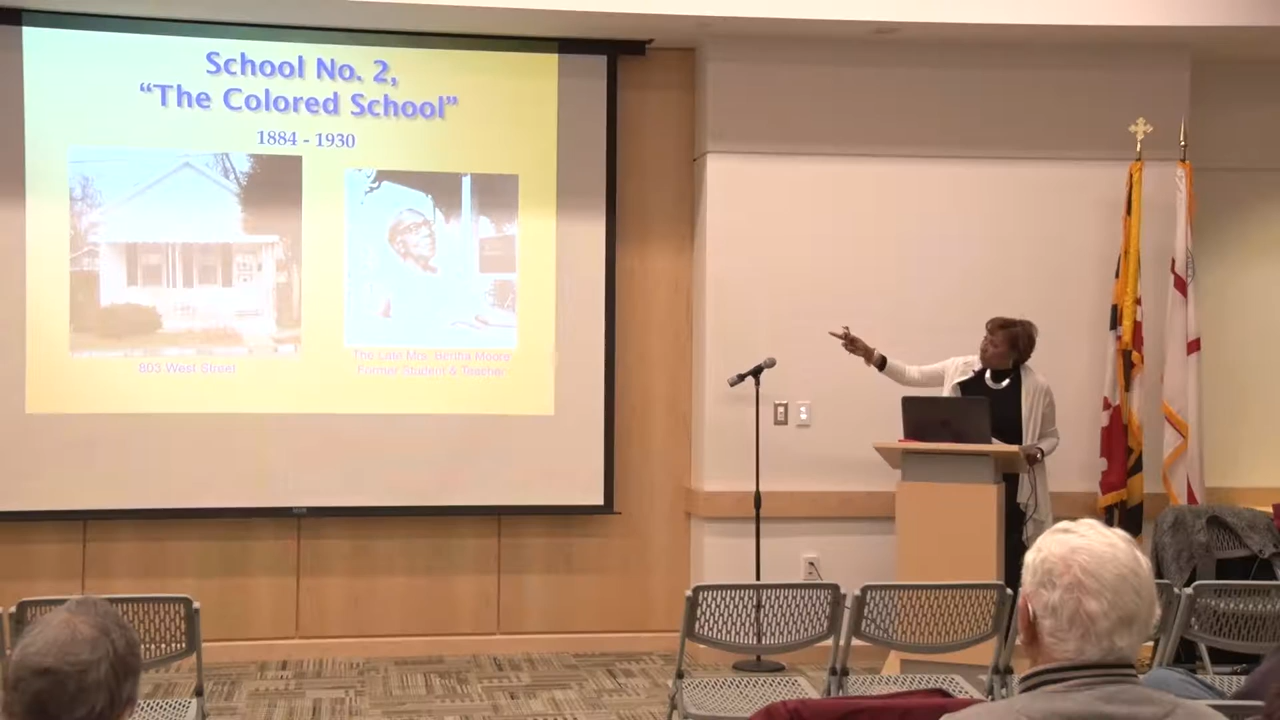 School No. 2,
“The Colored School”
1884 - 1930
803 West Street
The Late Mrs. Bertha Moore
Former Student & Teacher